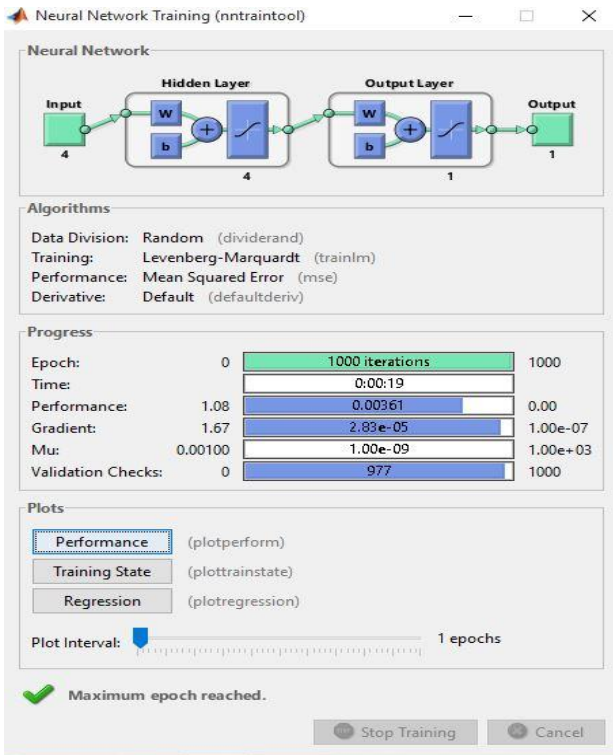 Neural Network Training (nntraintool)
Neural Network
Hidden Layer Output Layer
Input Output
W W
b b
4 4 1 1
Algorithms
Data Division: Random (dividerand)
Training: Levenberg-Marquardt (trainlm)
Performance: Mean Squared Error (mse)
Derivative: Default (defaultderiv)
Progress
Epoch: 0 1000 iterations 1000
Time: 0:00:19
Performance: 1.08 0.00361 0.00
Gradient: 1.67 2.83e-05 1.00e-07
Mu: 0.00100 1.00e-09 1.00e+03
Validation Checks: 0 977 1000
Plots
Performance (plotperform)
Training State (plottrainstate)
Regression (plotregression)
Plot Interval: 1 epochs
Maximum epoch reached.
Stop Training Cancel